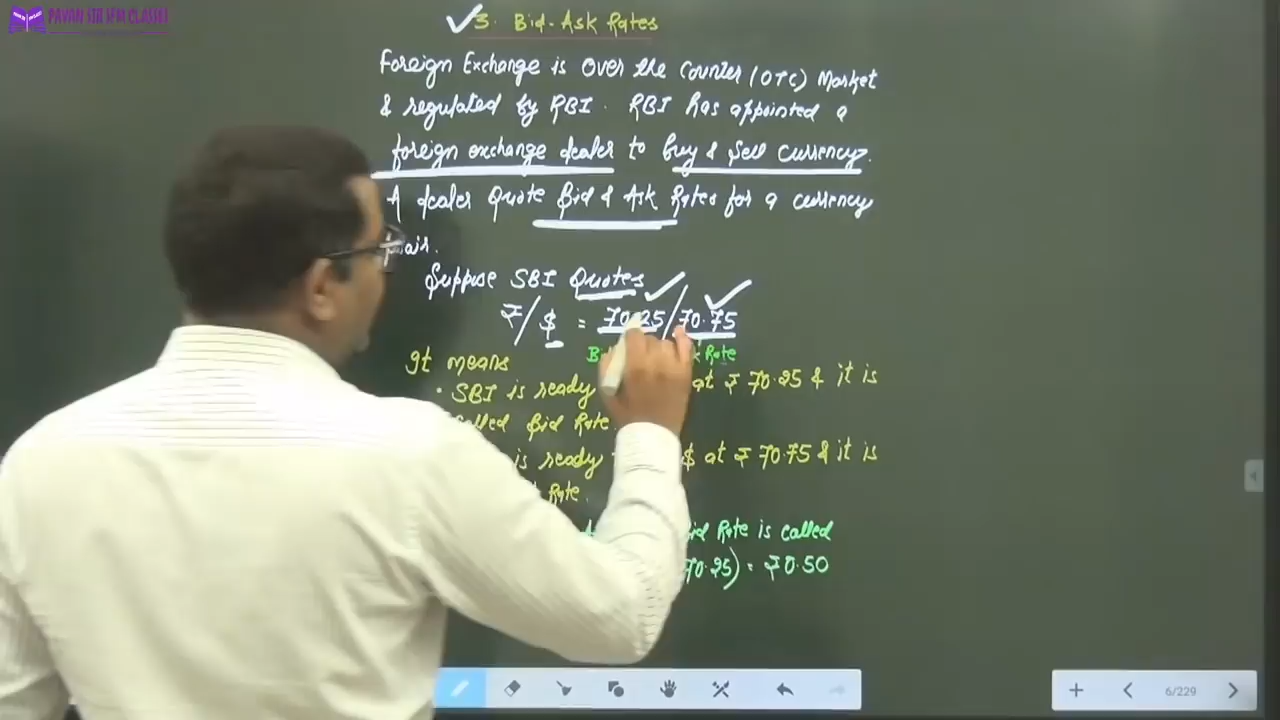 PAVAN SIR IFM CLASSES
3. Bid-Ask Rates
Foreign Exchange is Over the Counter (OTC) Market
& regulated by RBI. RBI has appointed a
foreign exchange dealer to buy & sell currency.
A dealer Quote Bid & Ask Rates for a currency
Suppose SBI Quotes
₹/$ = 70.25/70.75
Rate
It means
• SBI is ready at ₹ 70.25 & it is
Called Bid Rate.
is ready $ at ₹ 70.75 & it is
Rate.
Rate is called
70.25) = ₹0.50
6/229